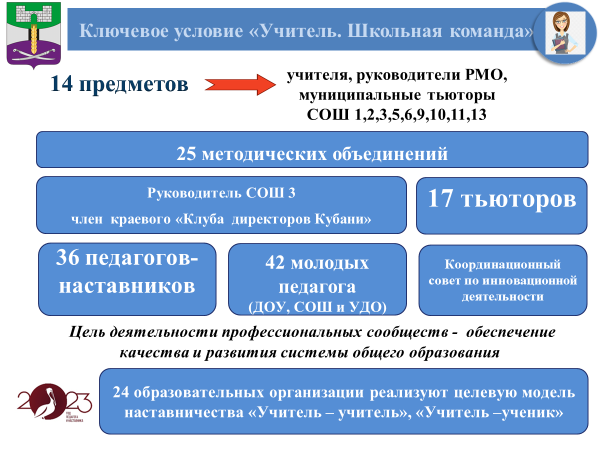 Ключевое условие «Учитель. Школьная команда»
14 предметов
учителя, руководители РМО,
муниципальные тьюторы
СОШ 1,2,3,5,6,9,10,11,13
25 методических объединений
Руководитель СОШ 3
член краевого «Клуба директоров Кубани»
17 тьюторов
36 педагогов-
наставников
42 молодых
педагога
(ДОУ, СОШ и УДО)
Координационный
совет по инновационной
деятельности
Цель деятельности профессиональных сообществ - обеспечение
качества и развития системы общего образования
2023
24 образовательных организации реализуют целевую модель
наставничества «Учитель – учитель», «Учитель –ученик»